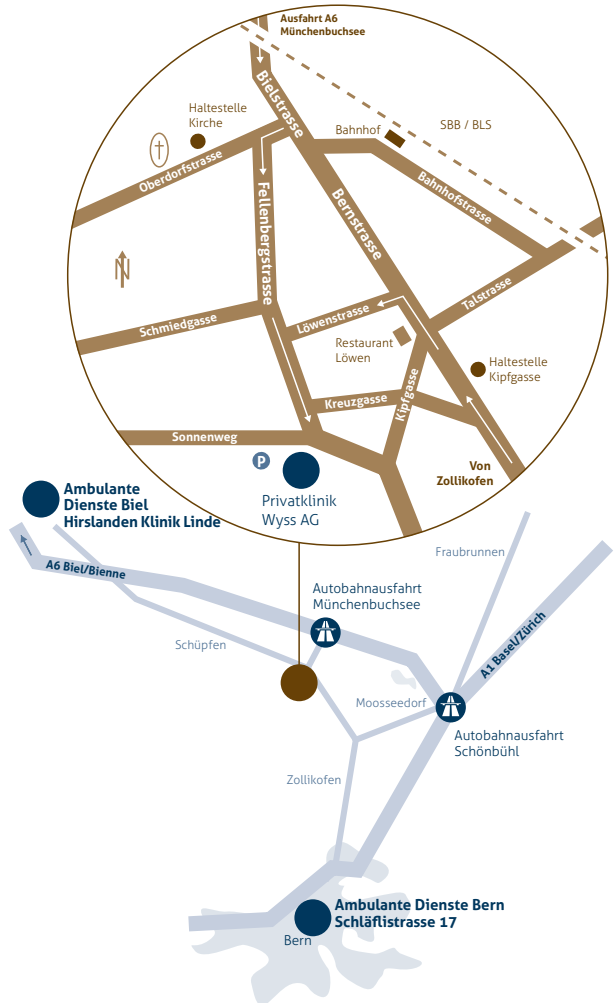 Ausfahrt A6
Münchenbuchsee
Bielstrasse
Haltestelle
Kirche
Bahnhof
SBB / BLS
Oberdorfstrasse
Fellenbergstrasse
Bernstrasse
Bahnhofstrasse
N
Talstrasse
Schmiedgasse
Löwenstrasse
Restaurant
Löwen
Haltestelle
Kipfgasse
Kreuzgasse
Kipfgasse
Sonnenweg
P
Von
Zollikofen
Privatklinik
Wyss AG
Ambulante
Dienste Biel
Hirslanden Klinik Linde
A6 Biel/Bienne
Fraubrunnen
Autobahnausfahrt
Münchenbuchsee
A1 Basel/Zürich
Schüpfen
Moosseedorf
Autobahnausfahrt
Schönbühl
Zollikofen
Ambulante Dienste Bern
Schläflistrasse 17
Bern